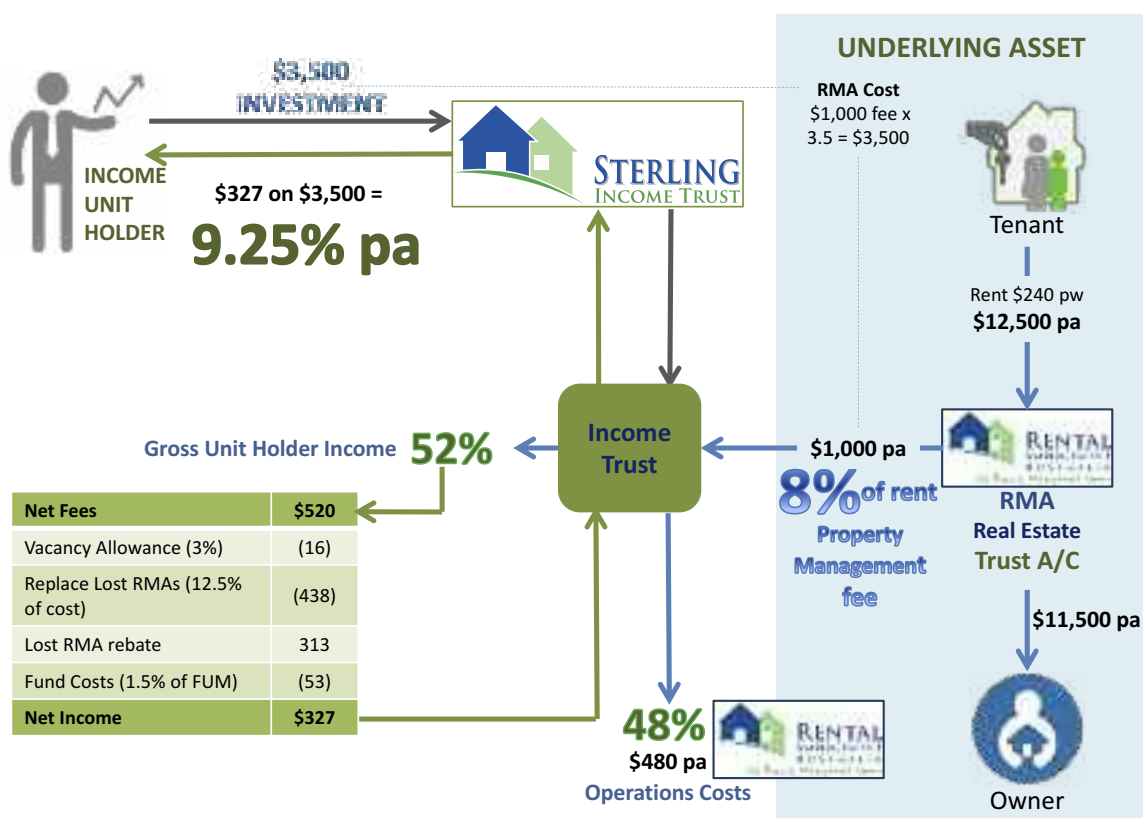 UNDERLYING ASSET
$3,500
INVESTMENT
RMA Cost
$1,000 fee x
3.5 = $3,500
STERLING
INCOME TRUST
INCOME
UNIT
HOLDER
$327 on $3,500 =
9.25% pa
Tenant
Rent $240 pw
$12,500 pa
Gross Unit Holder Income 52%
Income
Trust
$1,000 pa
8% of rent
Property
Management
fee
RENTAL
RMA
Real Estate
Trust A/C
$11,500 pa
Net Fees $520
Vacancy Allowance (3%) (16)
Replace Lost RMAs (12.5%
of cost) (438)
Lost RMA rebate 313
Fund Costs (1.5% of FUM) (53)
Net Income $327
48%
$480 pa
Operations Costs
RENTAL
Owner